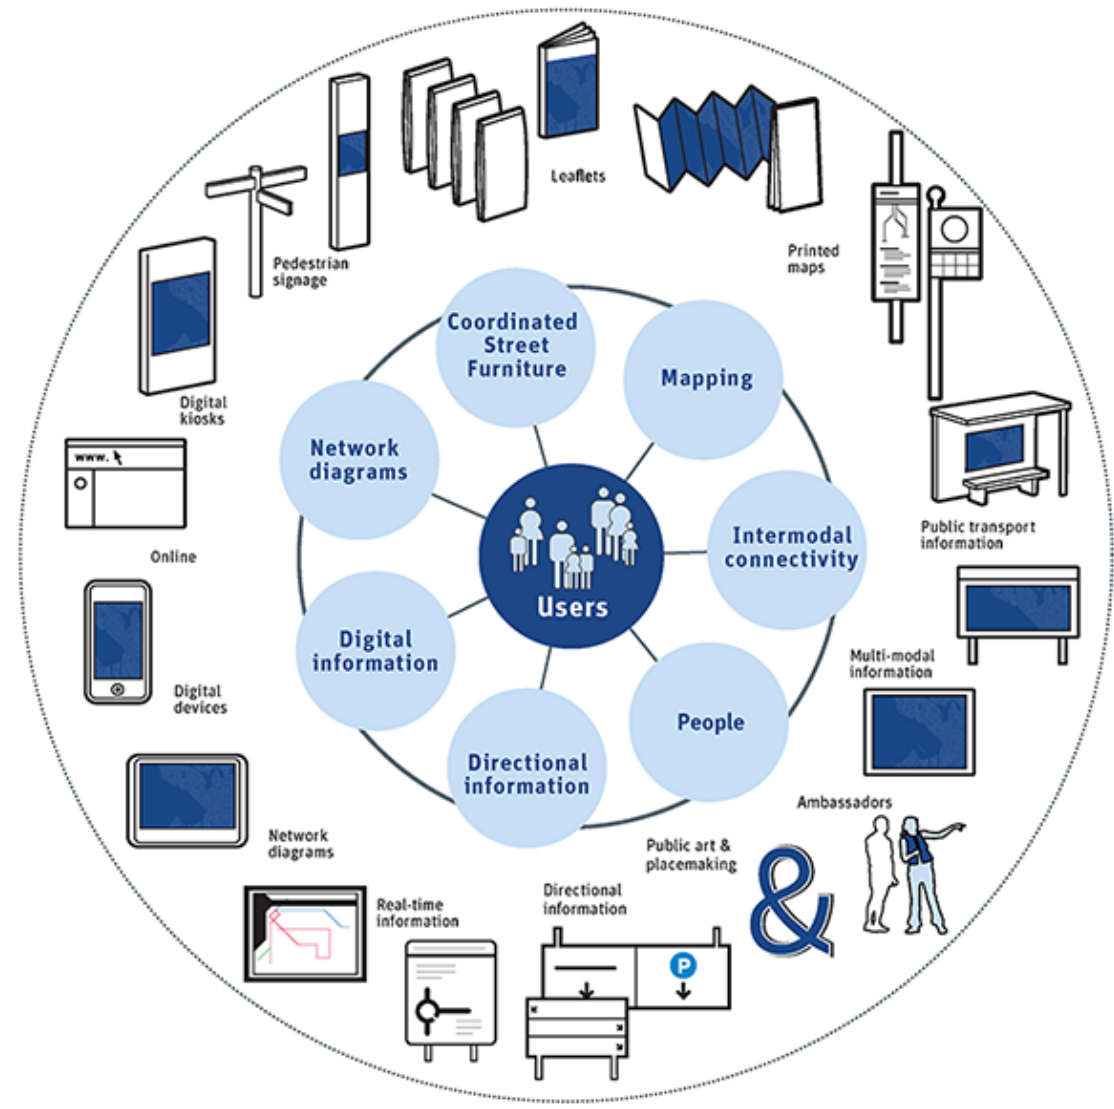 Leaflets
Printed
maps
Pedestrian
signage
Digital
kiosks
www.
Online
Digital
devices
Network
diagrams
Real-time
information
Directional
information
P
Public art &
placemaking
&
Ambassadors
Multi-modal
information
Public transport
information
Coordinated
Street
Furniture
Mapping
Intermodal
connectivity
People
Directional
information
Digital
information
Network
diagrams
Users